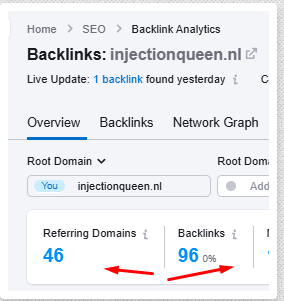 Home > SEO > Backlink Analytics
Backlinks: injectionqueen.nl
Live Update: 1 backlink found yesterday i C
Overview Backlinks Network Graph
Root Domain Root Doma
You injectionqueen.nl Add
Referring Domains i Backlinks i
46 96 0%